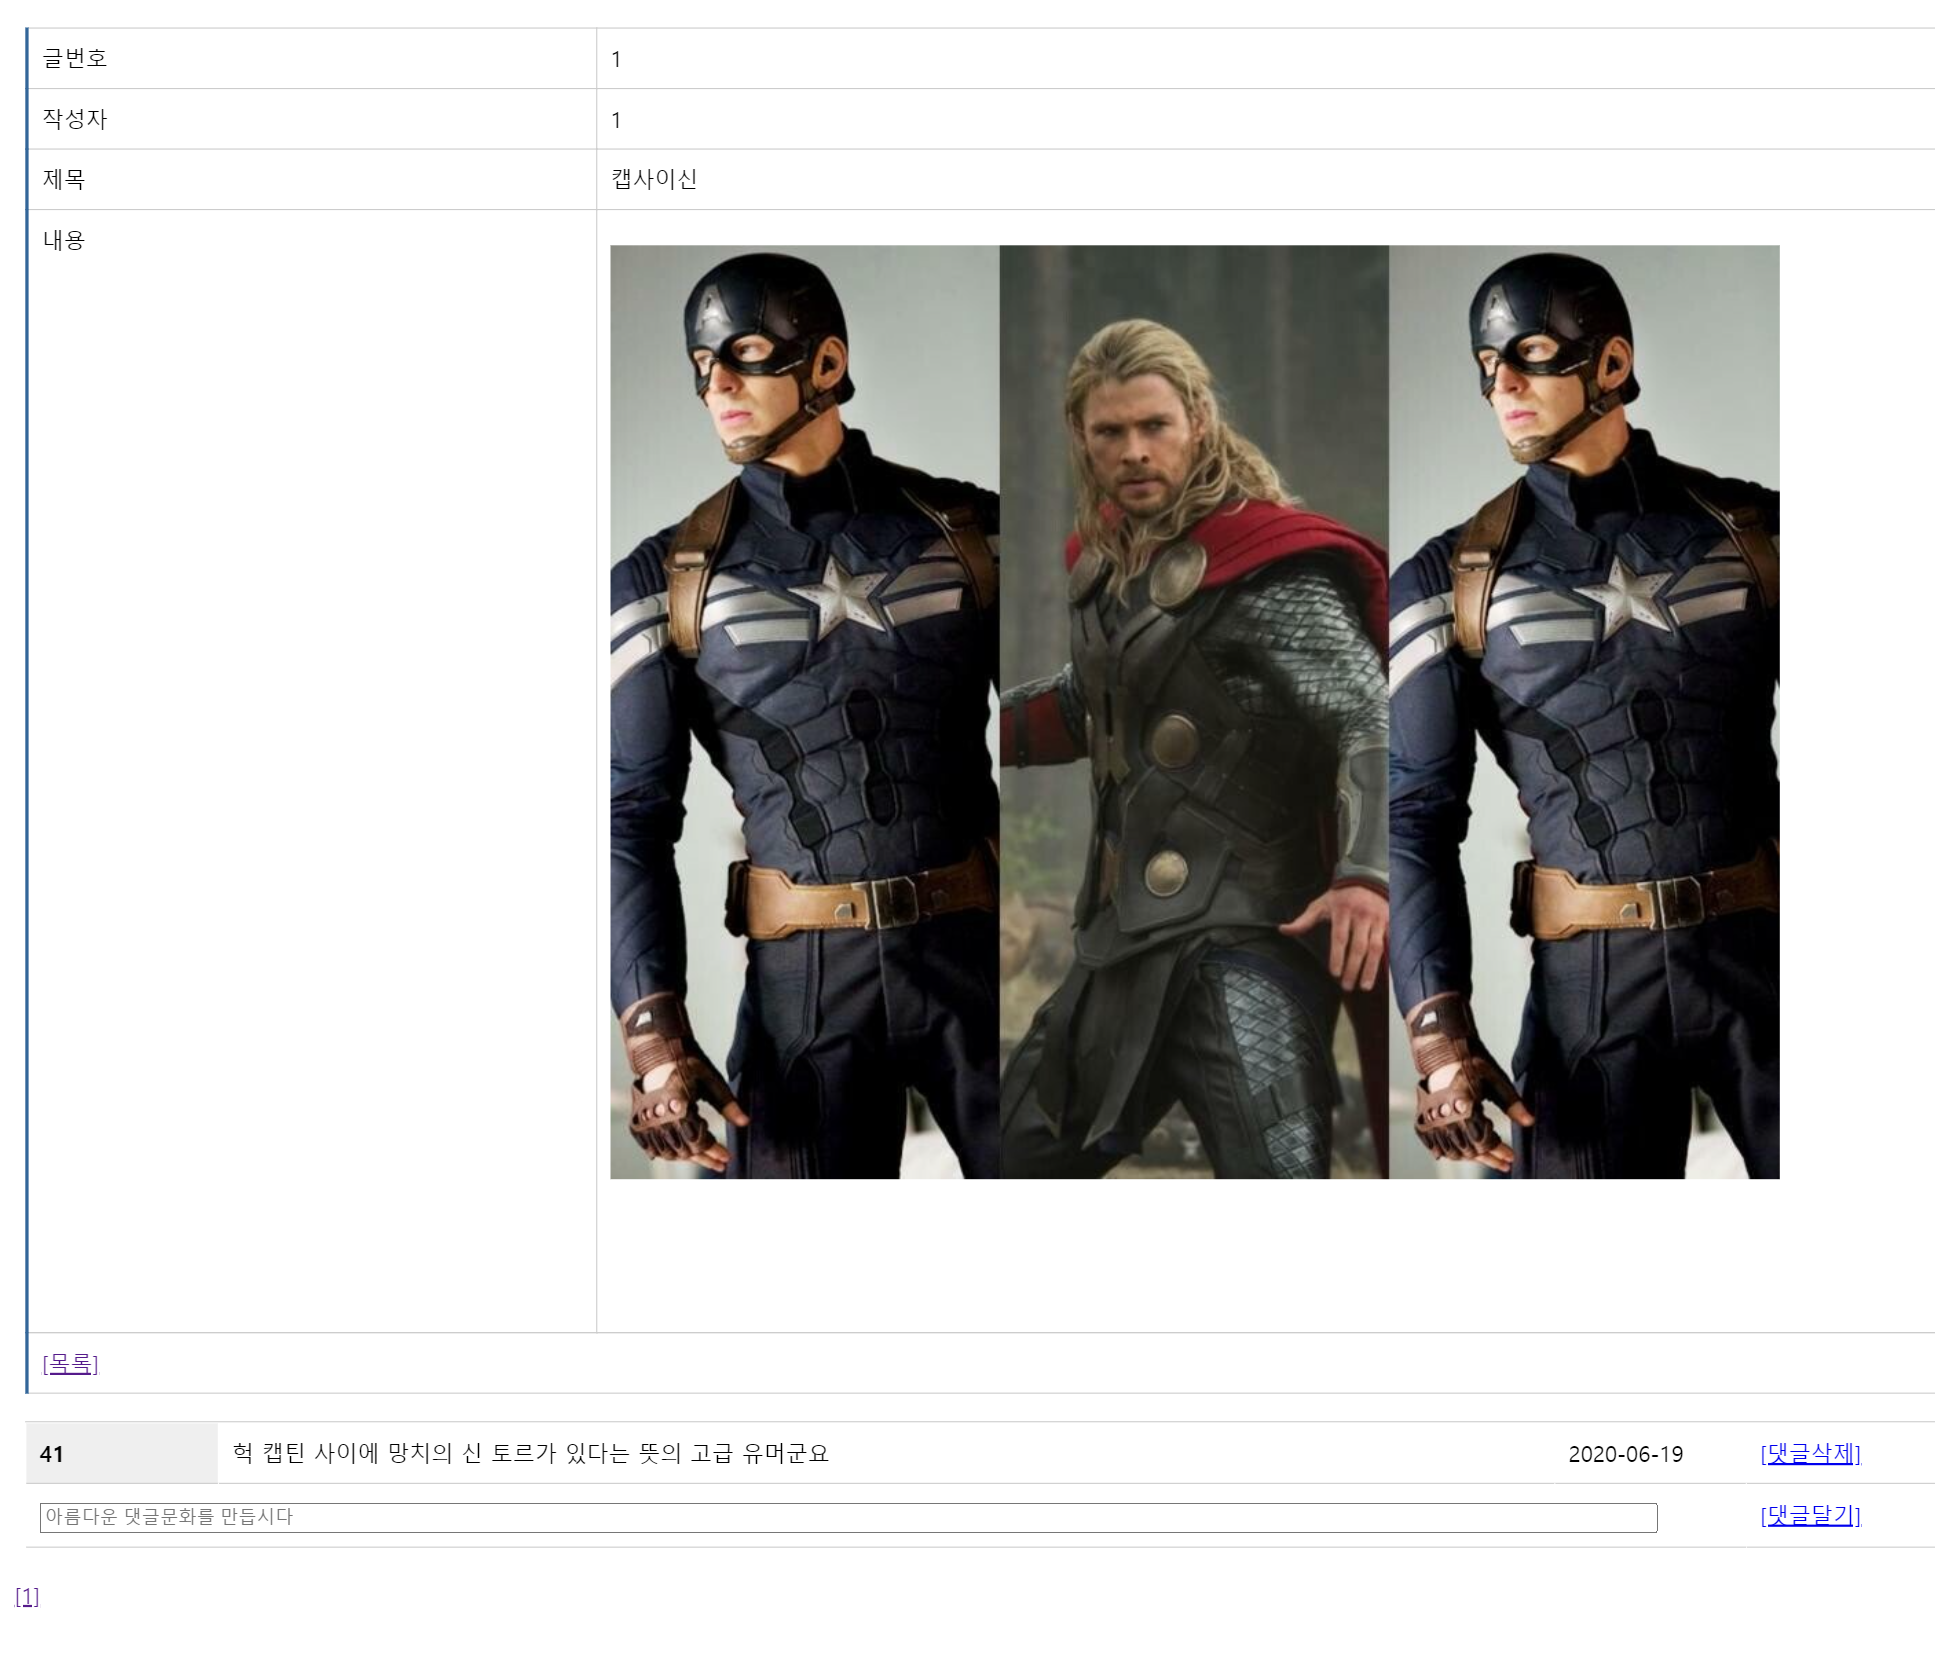 글번호 1
작성자 1
제목 캡사이신
내용
A
A
[목록]
41 헉 캡틴 사이에 망치의 신 토르가 있다는 뜻의 고급 유머군요 2020-06-19 [댓글삭제]
아름다운 댓글문화를 만듭시다 [댓글달기]
[1]